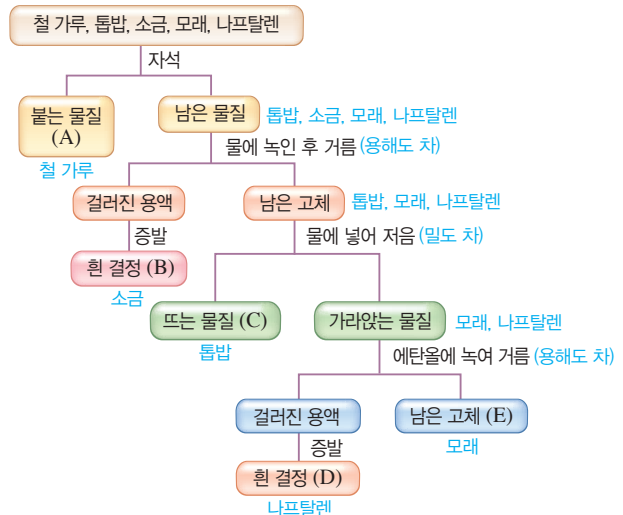 철 가루, 톱밥, 소금, 모래, 나프탈렌
자석
붙는 물질
(A)
남은 물질
톱밥, 소금, 모래, 나프탈렌
철 가루
물에 녹인 후 거름 (용해도 차)
걸러진 용액
남은 고체
톱밥, 모래, 나프탈렌
증발
물에 넣어 저음 (밀도 차)
흰 결정 (B)
소금
뜨는 물질 (C)
가라앉는 물질
모래, 나프탈렌
톱밥
에탄올에 녹여 거름 (용해도 차)
걸러진 용액
남은 고체 (E)
증발
모래
흰 결정 (D)
나프탈렌